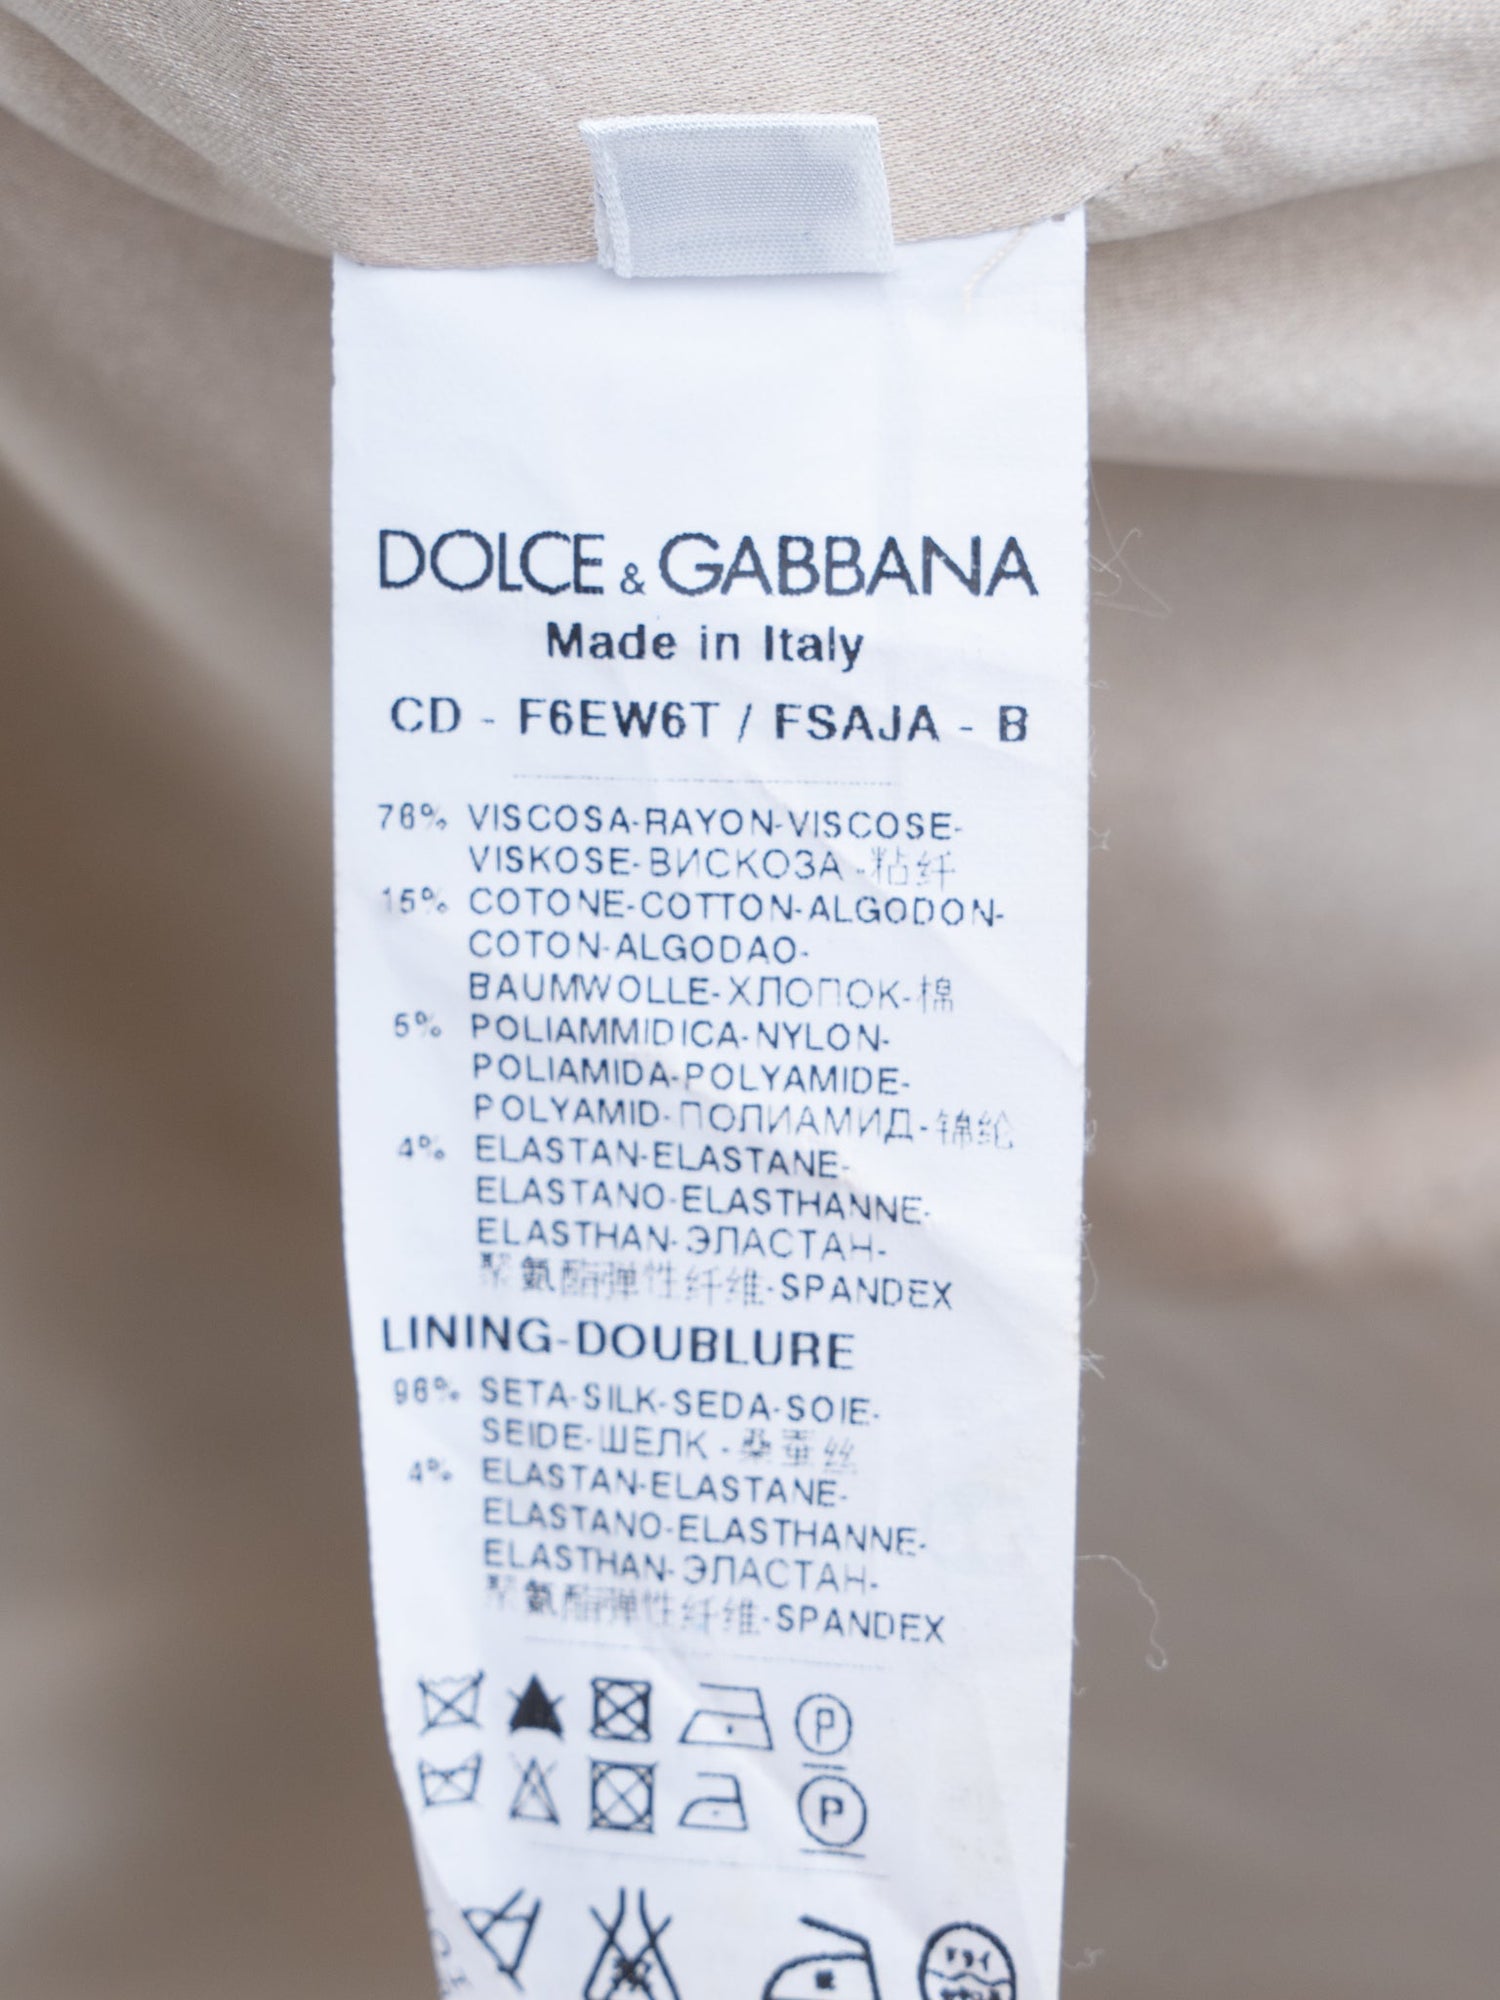 DOLCE & GABBANA
Made in Italy
CD - F6EW6T / FSAJA - B
76% VISCOSA-RAYON-VISCOSE-
VISKOSE-ВИСКОЗА-粘纤
15% COTONE-COTTON-ALGODON-
COTON-ALGODAO-
BAUMWOLLE-ХЛОПОК-棉
5% POLIAMMIDICA-NYLON-
POLIAMIDA-POLYAMIDE-
POLYAMID-ПОЛИАМИД-锦纶
4% ELASTAN-ELASTANE-
ELASTANO-ELASTHANNE-
ELASTHAN-ЭЛАСТАН-
聚氨酯弹性纤维-SPANDEX
LINING-DOUBLURE
96% SETA-SILK-SEDA-SOIE-
SEIDE-ШЕЛК-桑蚕丝
4% ELASTAN-ELASTANE-
ELASTANO-ELASTHANNE-
ELASTHAN-ЭЛАСТАН-
聚氨酯弹性纤维-SPANDEX
P
P
ドライ